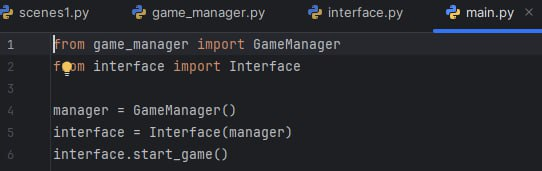 scenes1.py game_manager.py interface.py main.py
1 from game_manager import GameManager
2 from interface import Interface
3
4 manager = GameManager()
5 interface = Interface(manager)
6 interface.start_game()